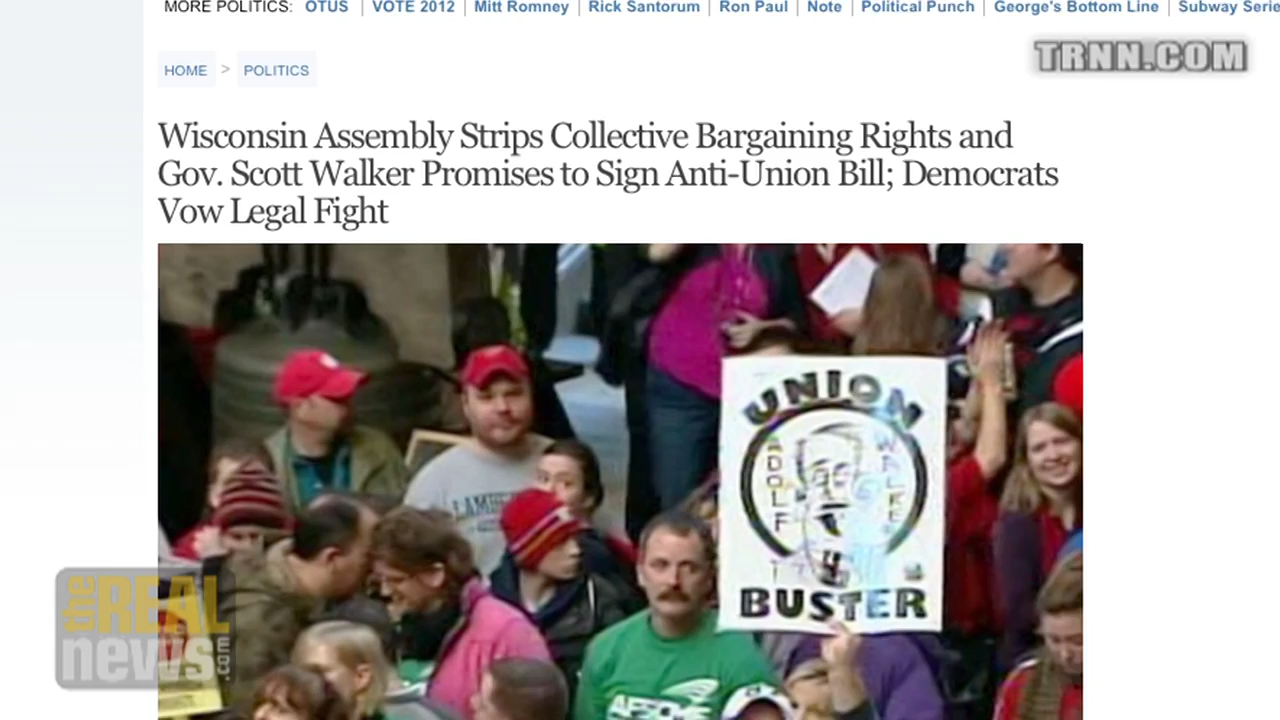 MORE POLITICS: OTUS | VOTE 2012 | Mitt Romney | Rick Santorum | Ron Paul | Note | Political Punch | George's Bottom Line | Subway Serie
TRNN.COM
HOME > POLITICS
Wisconsin Assembly Strips Collective Bargaining Rights and
Gov. Scott Walker Promises to Sign Anti-Union Bill; Democrats
Vow Legal Fight
UNION
ADOLF
WALKE
BUSTER
AFSCME
the
REAL
news.com